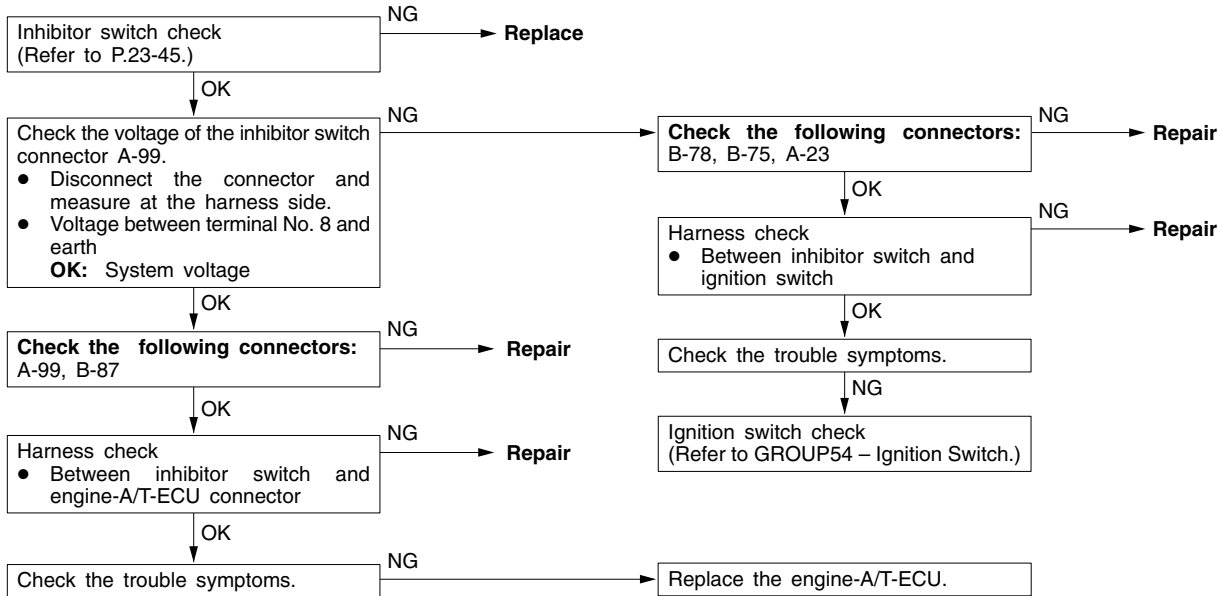 Inhibitor switch check
(Refer to P.23-45.)
NG
Replace
OK
Check the voltage of the inhibitor switch
connector A-99.
● Disconnect the connector and
measure at the harness side.
● Voltage between terminal No. 8 and
earth
OK: System voltage
NG
Check the following connectors:
B-78, B-75, A-23
NG
Repair
OK
Harness check
● Between inhibitor switch and
ignition switch
NG
Repair
OK
Check the trouble symptoms.
NG
Ignition switch check
(Refer to GROUP54 – Ignition Switch.)
OK
Check the following connectors:
A-99, B-87
NG
Repair
OK
Harness check
● Between inhibitor switch and
engine-A/T-ECU connector
NG
Repair
OK
Check the trouble symptoms.
NG
Replace the engine-A/T-ECU.